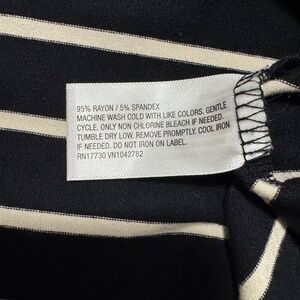 95% RAYON / 5% SPANDEX
MACHINE WASH COLD WITH LIKE COLORS. GENTLE
CYCLE. ONLY NON CHLORINE BLEACH IF NEEDED.
TUMBLE DRY LOW. REMOVE PROMPTLY. COOL IRON
IF NEEDED. DO NOT IRON ON LABEL.
RN17730 VN1042782